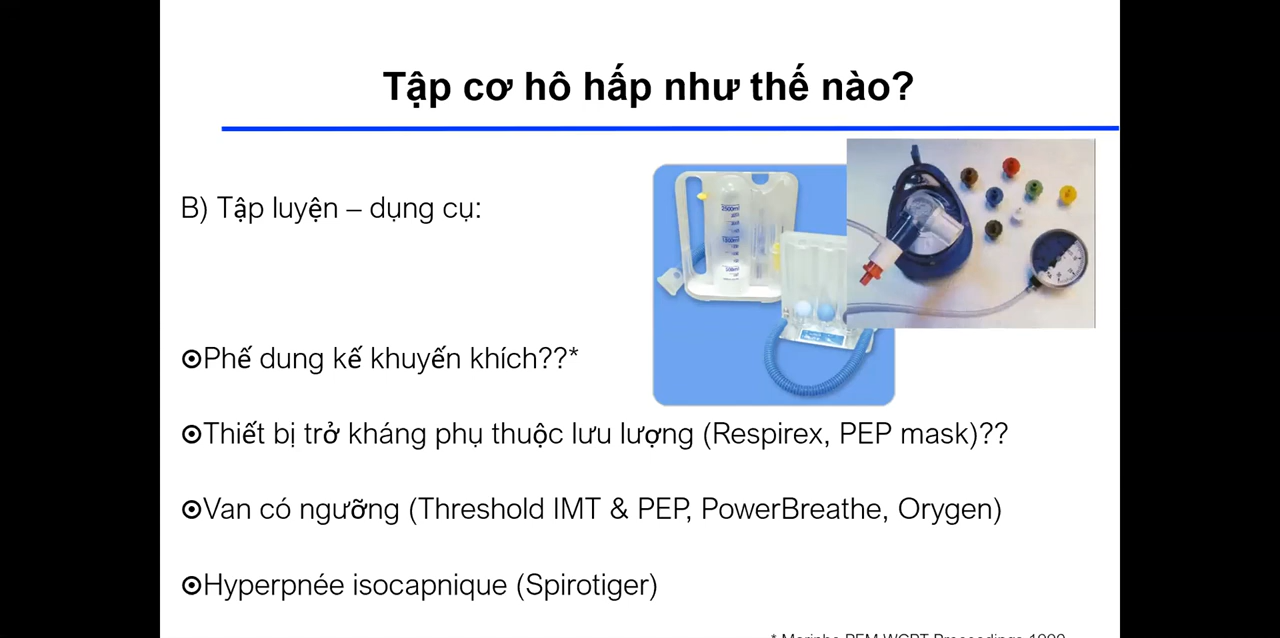 Tập cơ hô hấp như thế nào?
B) Tập luyện – dụng cụ:
Phế dung kế khuyến khích??*
Thiết bị trở kháng phụ thuộc lưu lượng (Respirex, PEP mask)??
Van có ngưỡng (Threshold IMT & PEP, PowerBreathe, Orygen)
Hyperpnée isocapnique (Spirotiger)